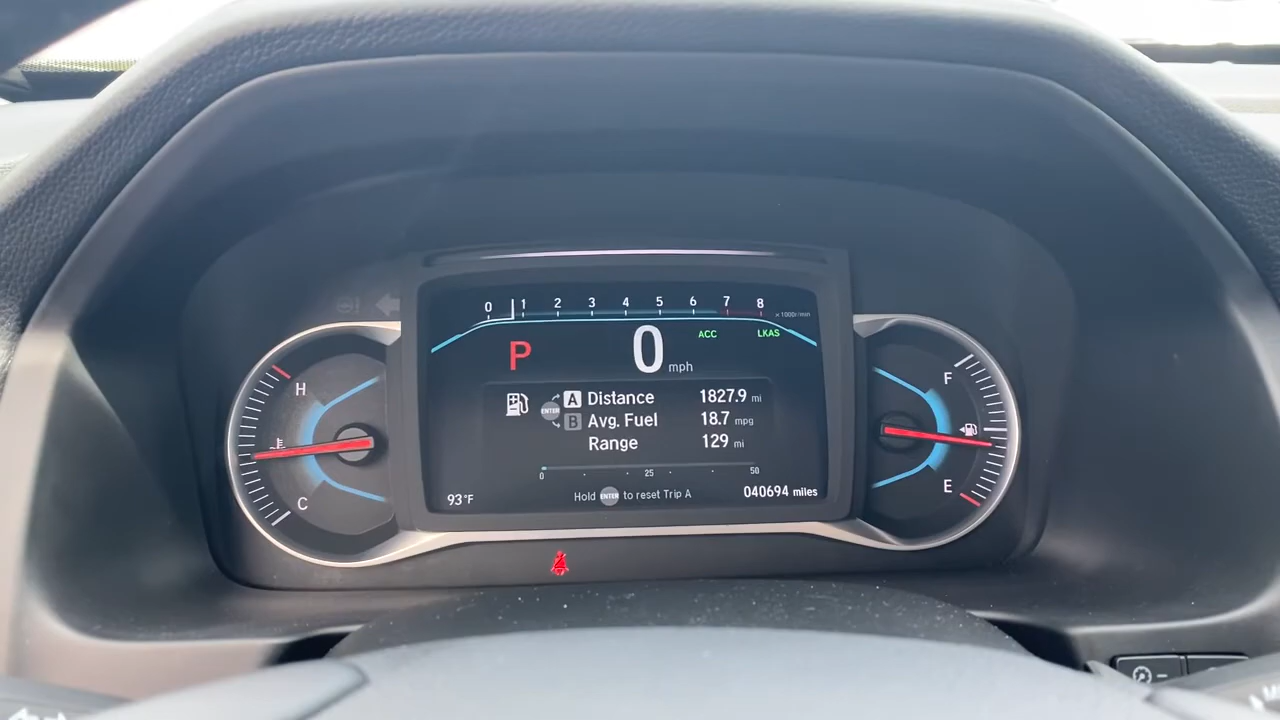 0 1 2 3 4 5 6 7 8
x1000r/min
P 0 mph
ACC LKAS
H
C
F
E
ENTER
A Distance 1827.9 mi
B Avg. Fuel 18.7 mpg
Range 129 mi
0 25 50
Hold ENTER to reset Trip A
93°F
040694 miles